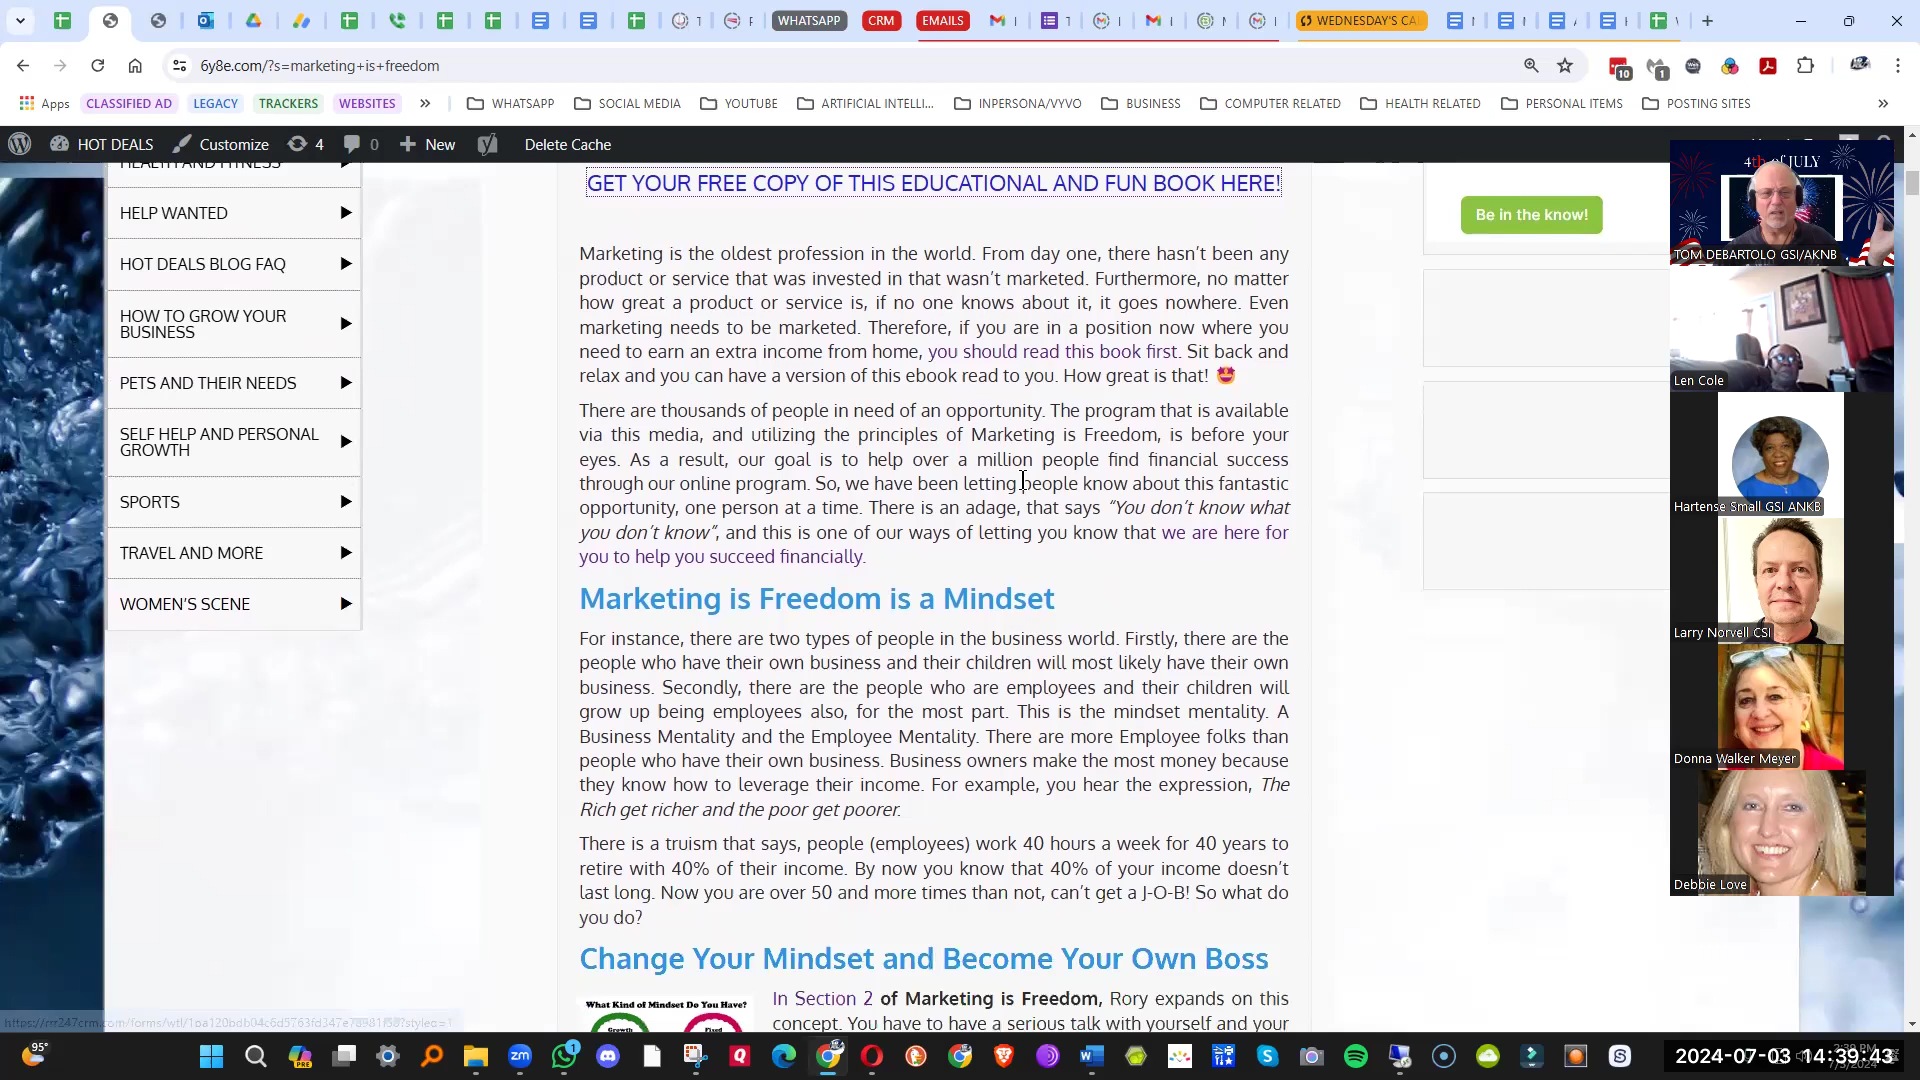 WHATSAPP
CRM
EMAILS
WEDNESDAY'S CA
6y8e.com/?s=marketing+is+freedom
10
1
Apps
CLASSIFIED AD
LEGACY
TRACKERS
WEBSITES
WHATSAPP
SOCIAL MEDIA
YOUTUBE
ARTIFICIAL INTELLI...
INPERSONA/VYVO
BUSINESS
COMPUTER RELATED
HEALTH RELATED
PERSONAL ITEMS
POSTING SITES
HOT DEALS
Customize
4
0
New
Delete Cache
HEALTH AND FITNESS
HELP WANTED
HOT DEALS BLOG FAQ
HOW TO GROW YOUR
BUSINESS
PETS AND THEIR NEEDS
SELF HELP AND PERSONAL
GROWTH
SPORTS
TRAVEL AND MORE
WOMEN'S SCENE
GET YOUR FREE COPY OF THIS EDUCATIONAL AND FUN BOOK HERE!
Marketing is the oldest profession in the world. From day one, there hasn't been any
product or service that was invested in that wasn't marketed. Furthermore, no matter
how great a product or service is, if no one knows about it, it goes nowhere. Even
marketing needs to be marketed. Therefore, if you are in a position now where you
need to earn an extra income from home, you should read this book first. Sit back and
relax and you can have a version of this ebook read to you. How great is that! 🤩
There are thousands of people in need of an opportunity. The program that is available
via this media, and utilizing the principles of Marketing is Freedom, is before your
eyes. As a result, our goal is to help over a million people find financial success
through our online program. So, we have been letting people know about this fantastic
opportunity, one person at a time. There is an adage, that says “You don't know what
you don't know”, and this is one of our ways of letting you know that we are here for
you to help you succeed financially.
Marketing is Freedom is a Mindset
For instance, there are two types of people in the business world. Firstly, there are the
people who have their own business and their children will most likely have their own
business. Secondly, there are the people who are employees and their children will
grow up being employees also, for the most part. This is the mindset mentality. A
Business Mentality and the Employee Mentality. There are more Employee folks than
people who have their own business. Business owners make the most money because
they know how to leverage their income. For example, you hear the expression, The
Rich get richer and the poor get poorer.
There is a truism that says, people (employees) work 40 hours a week for 40 years to
retire with 40% of their income. By now you know that 40% of your income doesn't
last long. Now you are over 50 and more times than not, can't get a J-O-B! So what do
you do?
Change Your Mindset and Become Your Own Boss
What Kind of Mindset Do You Have?
In Section 2 of Marketing is Freedom, Rory expands on this
concept. You have to have a serious talk with yourself and your
Be in the know!
4th of JULY
TOM DEBARTOLO GSI/AKNB
Len Cole
Hartense Small GSI ANKB
Larry Norvell CSI
Donna Walker Meyer
Debbie Love
95°
1
2024-07-03 14:39:43